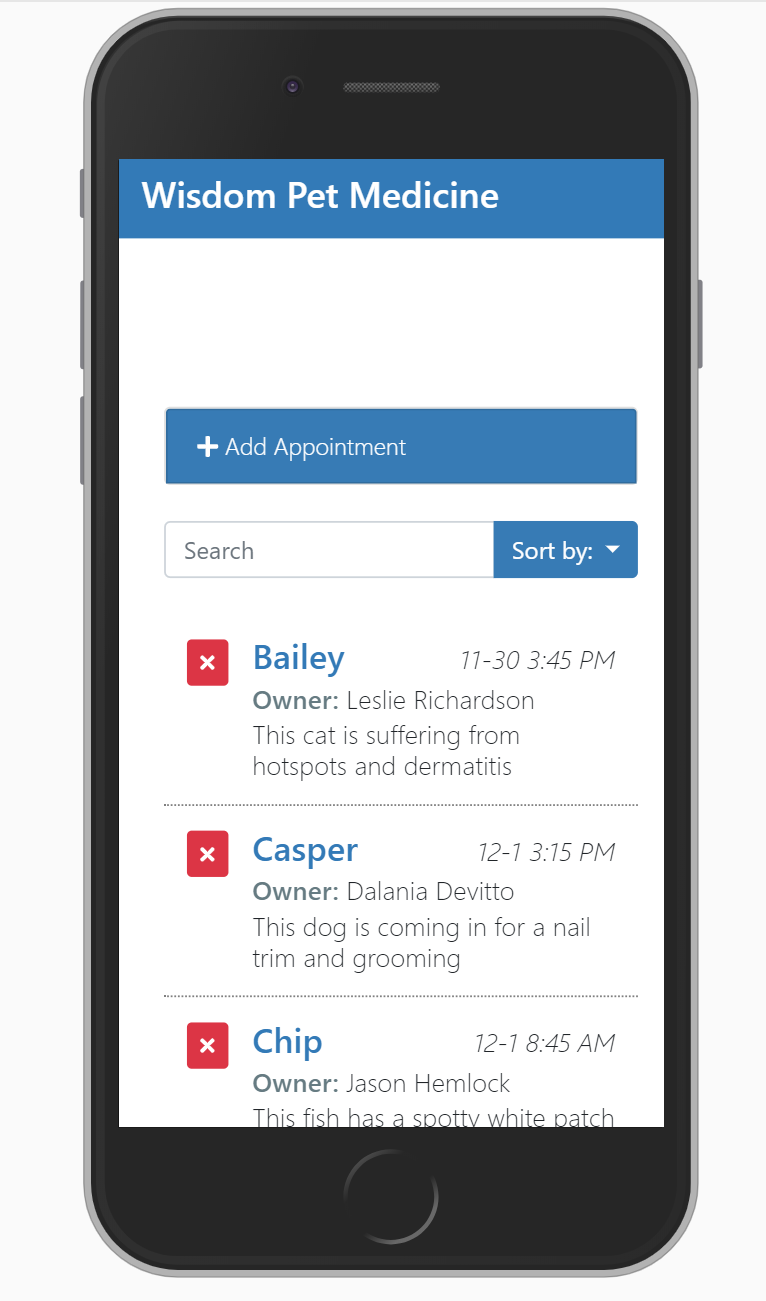 Wisdom Pet Medicine
Add Appointment
Search
Sort by:
Bailey
11-30 3:45 PM
Owner: Leslie Richardson
This cat is suffering from
hotspots and dermatitis
Casper
12-1 3:15 PM
Owner: Dalania Devitto
This dog is coming in for a nail
trim and grooming
Chip
12-1 8:45 AM
Owner: Jason Hemlock
This fish has a spotty white patch